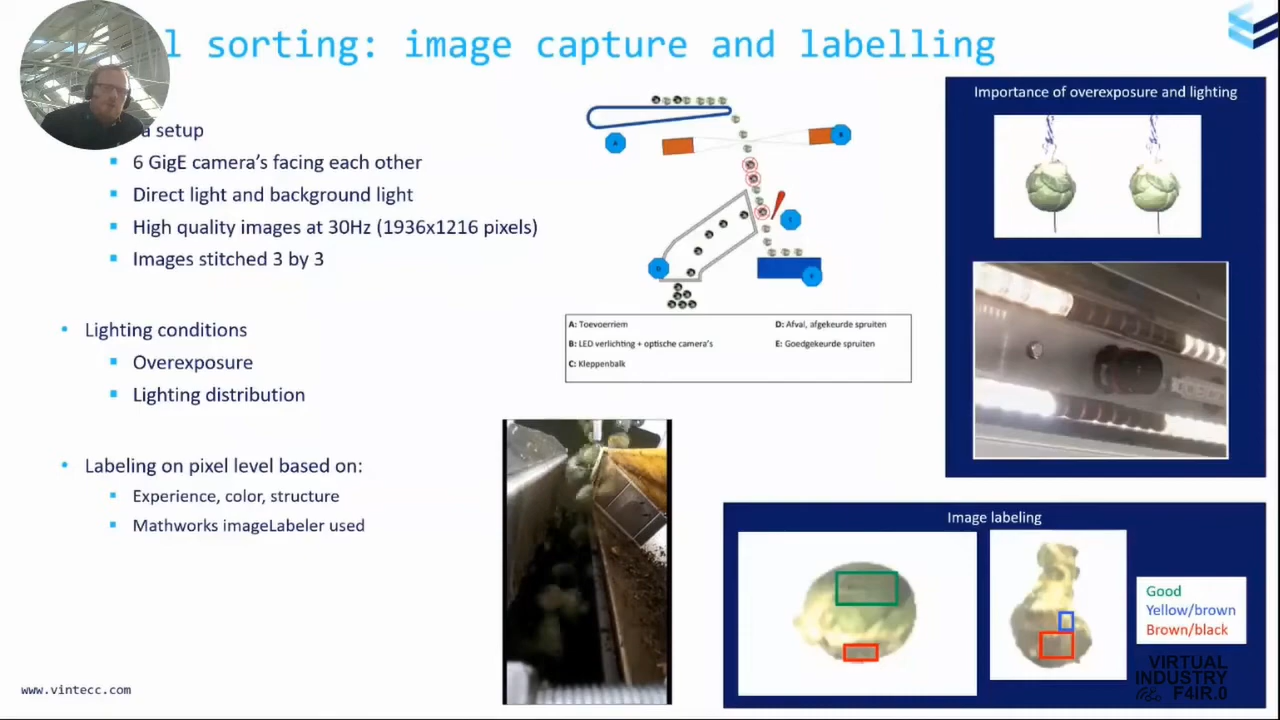 l sorting: image capture and labelling
a setup
6 GigE camera's facing each other
Direct light and background light
High quality images at 30Hz (1936x1216 pixels)
Images stitched 3 by 3
Lighting conditions
Overexposure
Lighting distribution
Labeling on pixel level based on:
Experience, color, structure
Mathworks imageLabeler used
www.vintecc.com
A
B
A: Toevoerriem
B: LED verlichting + optische camera's
C: Kleppenbalk
D: Afval, afgekeurde spruiten
E: Goedgekeurde spruiten
Importance of overexposure and lighting
Image labeling
Good
Yellow/brown
Brown/black
VIRTUAL
INDUSTRY
F4IR.0